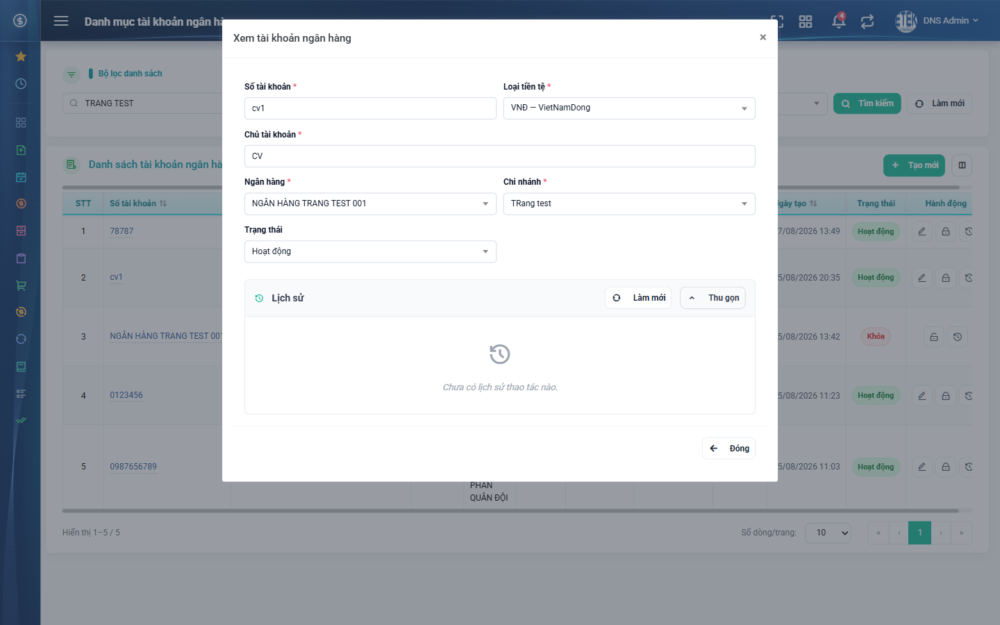 Danh mục tài khoản ngân
4
DNS Admin
Xem tài khoản ngân hàng
×
Bộ lọc danh sách
TRANG TEST
Tìm kiếm
Làm mới
Số tài khoản *
cv1
Loại tiền tệ *
VNĐ — VietNamDong
Chủ tài khoản *
CV
Ngân hàng *
NGÂN HÀNG TRANG TEST 001
Chi nhánh *
TRang test
Trạng thái
Hoạt động
Lịch sử
Làm mới
Thu gọn
Chưa có lịch sử thao tác nào.
Đóng
Danh sách tài khoản ngân
Tạo mới
STT
Số tài khoản
gày tạo
Trạng thái
Hành động
1
78787
7/08/2026 13:49
Hoạt động
2
cv1
5/08/2026 20:35
Hoạt động
3
NGÂN HÀNG TRANG TEST 001
5/08/2026 13:42
Khóa
4
0123456
5/08/2026 11:23
Hoạt động
5
0987656789
5/08/2026 11:03
Hoạt động
PHẦN
QUÂN ĐỘI
Hiển thị 1–5 / 5
Số dòng/trang:
10
« ‹ 1 › »